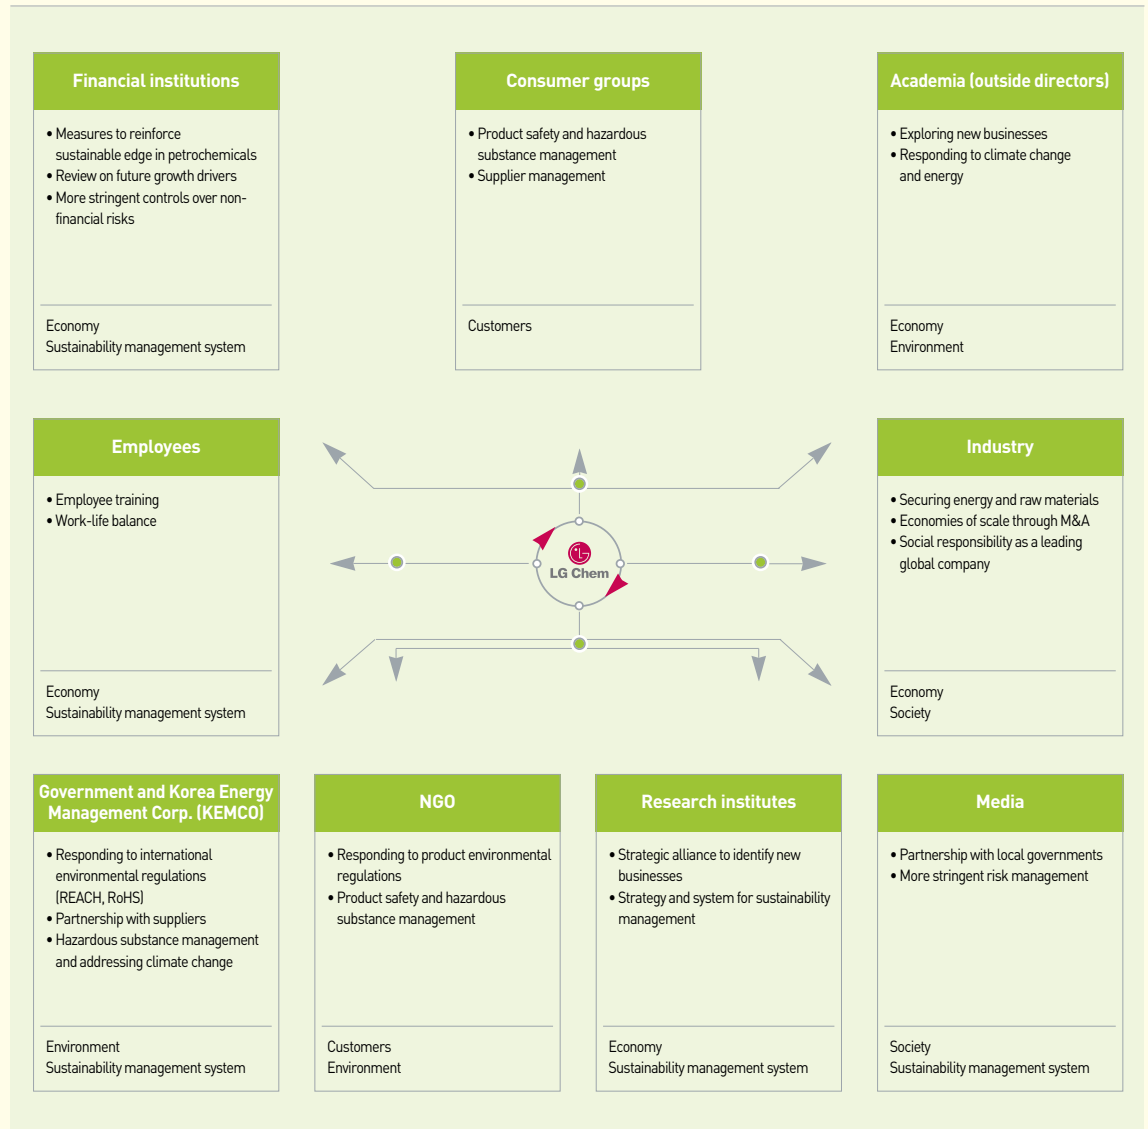 Financial institutions
• Measures to reinforce
sustainable edge in petrochemicals
• Review on future growth drivers
• More stringent controls over non-
financial risks
Economy
Sustainability management system
Consumer groups
• Product safety and hazardous
substance management
• Supplier management
Customers
Academia (outside directors)
• Exploring new businesses
• Responding to climate change
and energy
Economy
Environment
Employees
• Employee training
• Work-life balance
Economy
Sustainability management system
LG Chem
Industry
• Securing energy and raw materials
• Economies of scale through M&A
• Social responsibility as a leading
global company
Economy
Society
Government and Korea Energy
Management Corp. (KEMCO)
• Responding to international
environmental regulations
(REACH, RoHS)
• Partnership with suppliers
• Hazardous substance management
and addressing climate change
Environment
Sustainability management system
NGO
• Responding to product environmental
regulations
• Product safety and hazardous
substance management
Customers
Environment
Research institutes
• Strategic alliance to identify new
businesses
• Strategy and system for sustainability
management
Economy
Sustainability management system
Media
• Partnership with local governments
• More stringent risk management
Society
Sustainability management system